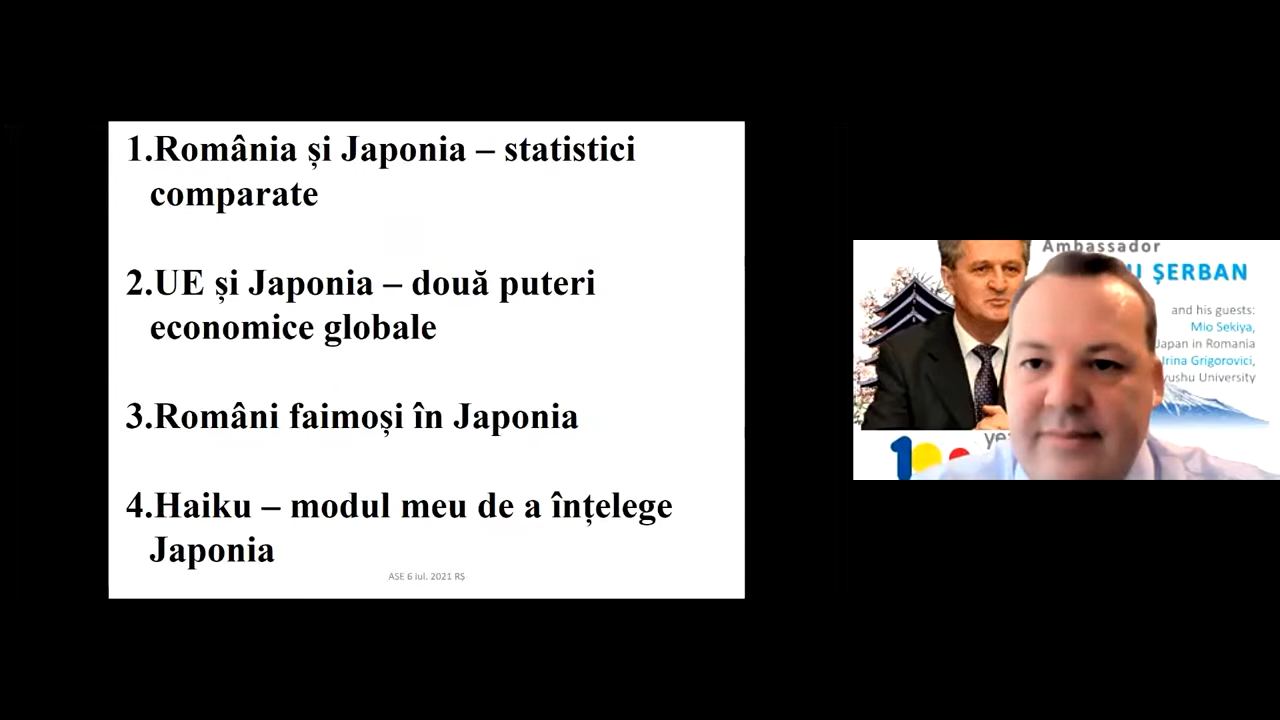 1.România și Japonia – statistici
comparate
2.UE și Japonia – două puteri
economice globale
3.Români faimoși în Japonia
4.Haiku – modul meu de a înțelege
Japonia
ASE 6 iul. 2021 RȘ
Ambassador
ȘERBAN
and his guests:
Mio Sekiya,
Japan in Romania
Irina Grigorovici,
University